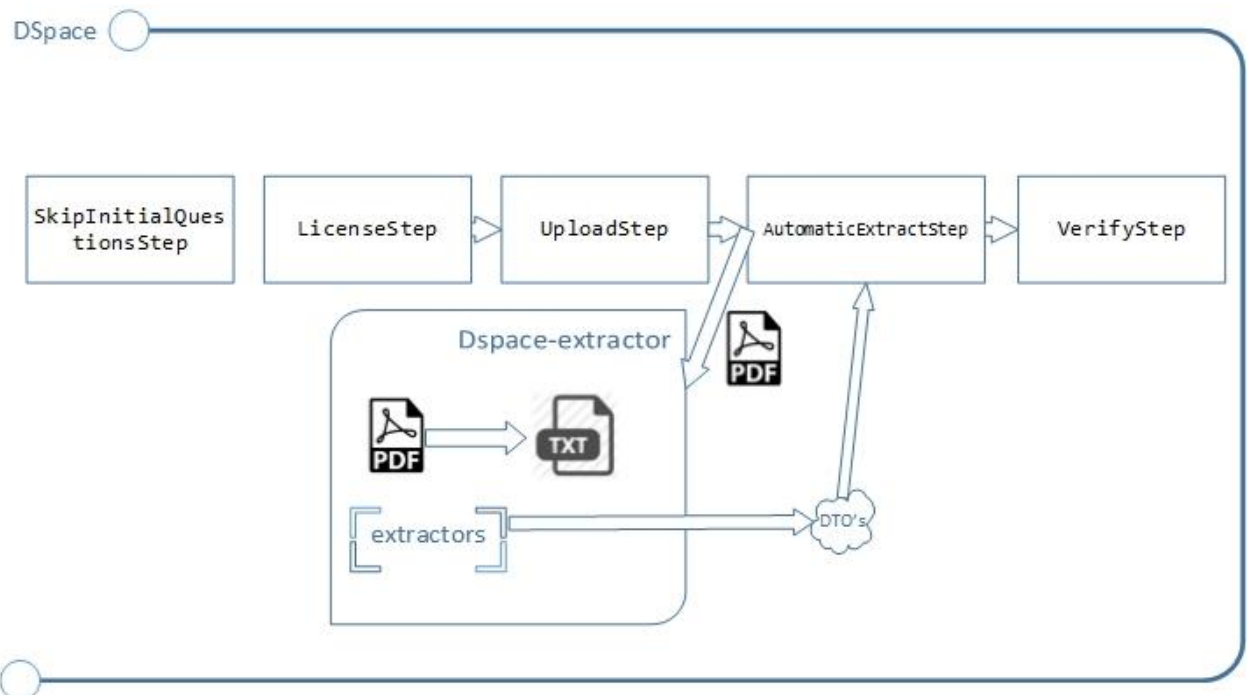 DSpace
SkipInitialQues
tionsStep
LicenseStep
UploadStep
AutomaticExtractStep
VerifyStep
Dspace-extractor
PDF
PDF
TXT
extractors
DTO's